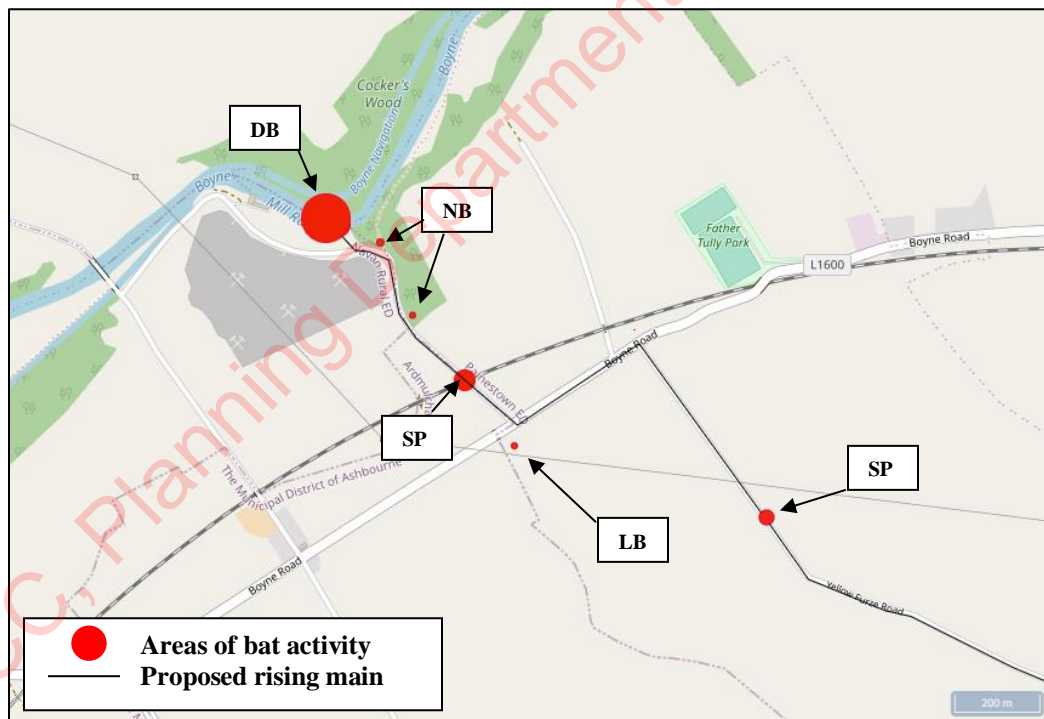 Cocker's
Wood
Boyne
Boyne Navigation
DB
Boyne
NB
Father
Tully Park
Boyne Road
L1600
Navan Rural ED
Boyne Road
Painestown ED
SP
SP
The Municipal District of Ashbourne
LB
Boyne Road
Yellow Furze Road
Areas of bat activity
Proposed rising main
200 m
CC, Planning Department